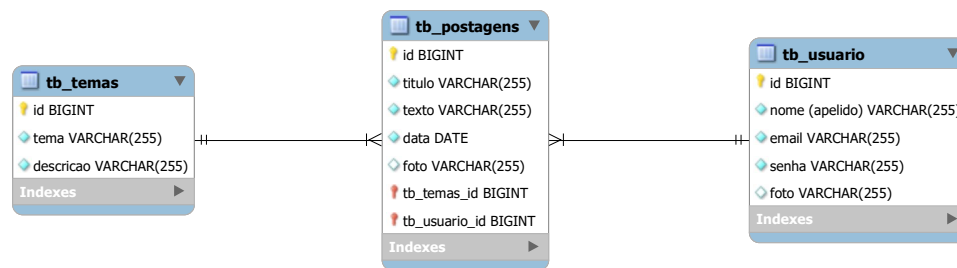 tb_temas
id BIGINT
tema VARCHAR(255)
descricao VARCHAR(255)
Indexes
tb_postagens
id BIGINT
titulo VARCHAR(255)
texto VARCHAR(255)
data DATE
foto VARCHAR(255)
tb_temas_id BIGINT
tb_usuario_id BIGINT
Indexes
tb_usuario
id BIGINT
nome (apelido) VARCHAR(255)
email VARCHAR(255)
senha VARCHAR(255)
foto VARCHAR(255)
Indexes